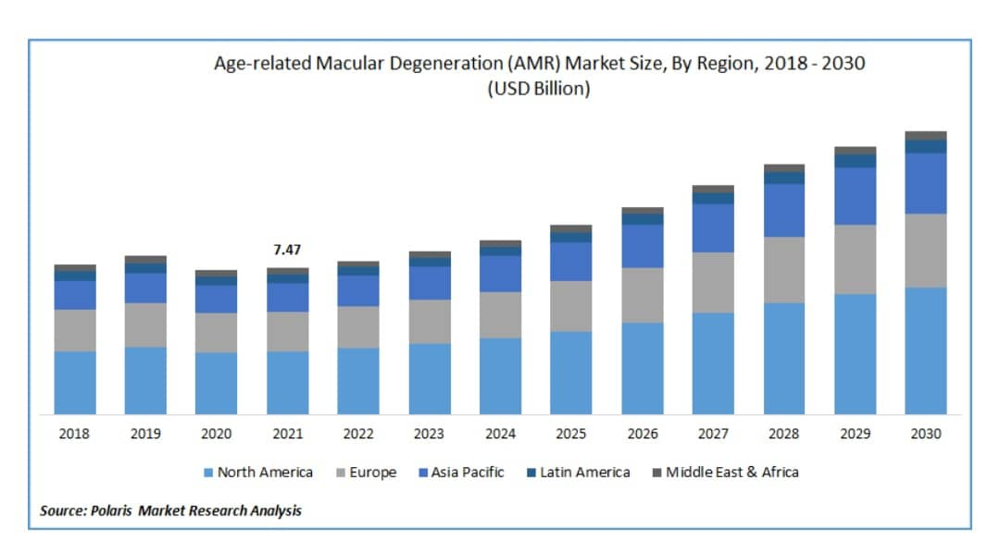 Age-related Macular Degeneration (AMR) Market Size, By Region, 2018 - 2030
(USD Billion)
7.47
2018 2019 2020 2021 2022 2023 2024 2025 2026 2027 2028 2029 2030
North America Europe Asia Pacific Latin America Middle East & Africa
Source: Polaris Market Research Analysis